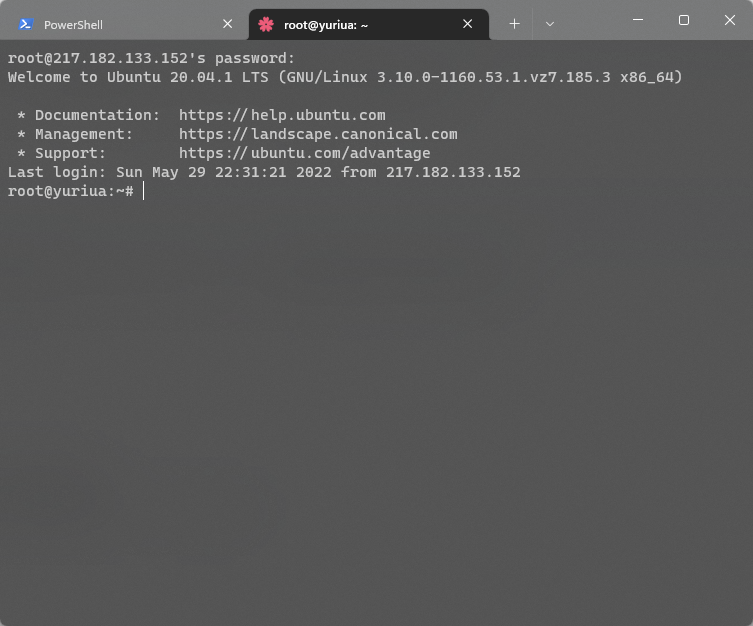 PowerShell
root@yuriua: ~
root@217.182.133.152's password:
Welcome to Ubuntu 20.04.1 LTS (GNU/Linux 3.10.0-1160.53.1.vz7.185.3 x86_64)
* Documentation: https://help.ubuntu.com
* Management: https://landscape.canonical.com
* Support: https://ubuntu.com/advantage
Last login: Sun May 29 22:31:21 2022 from 217.182.133.152
root@yuriua:~#